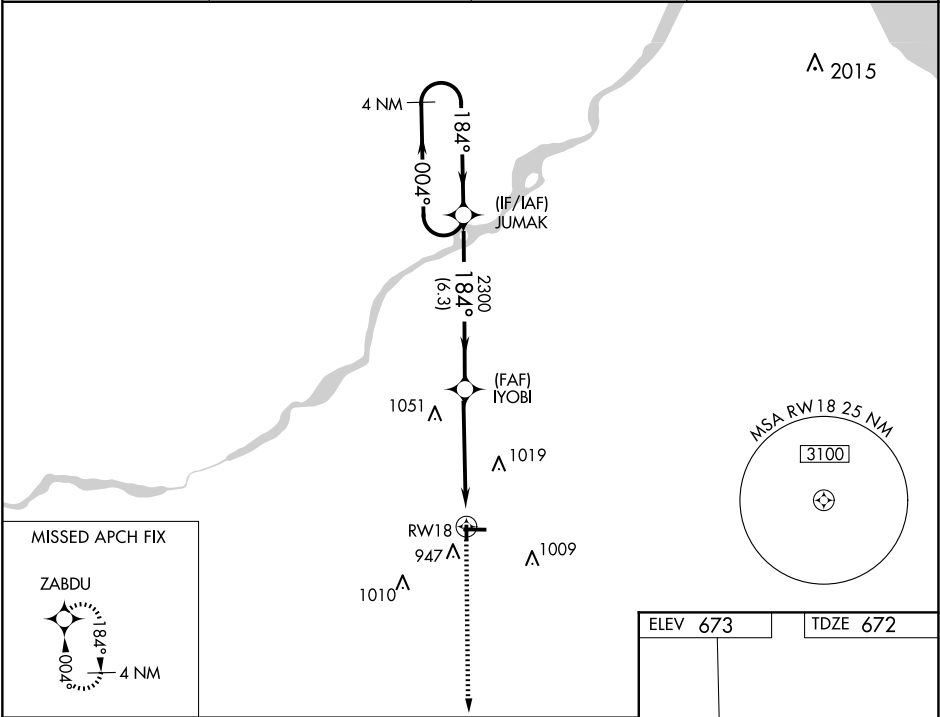 2015
4 NM
184°
004°
(IF/IAF)
JUMAK
2300
184°
(6.3)
(FAF)
IYOBI
1051
1019
MSA RW18 25 NM
3100
RW18
947
1009
1010
MISSED APCH FIX
ZABDU
184°
004°
4 NM
ELEV 673
TDZE 672